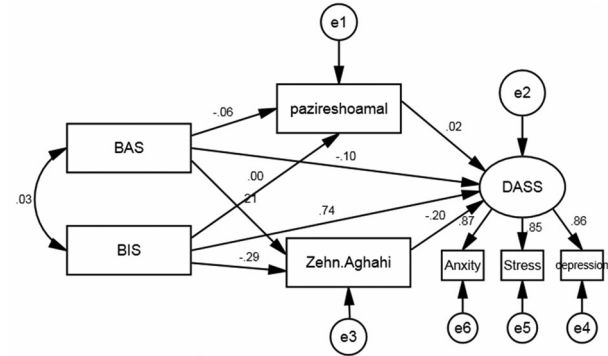 e1
pazireshoamal
e2
-.06
.02
BAS
-.10
DASS
.00
.03
.21
.74
-.20
.87
.85
.86
BIS
-.29
Zehn.Aghahi
Anxity
Stress
depression
e3
e6
e5
e4